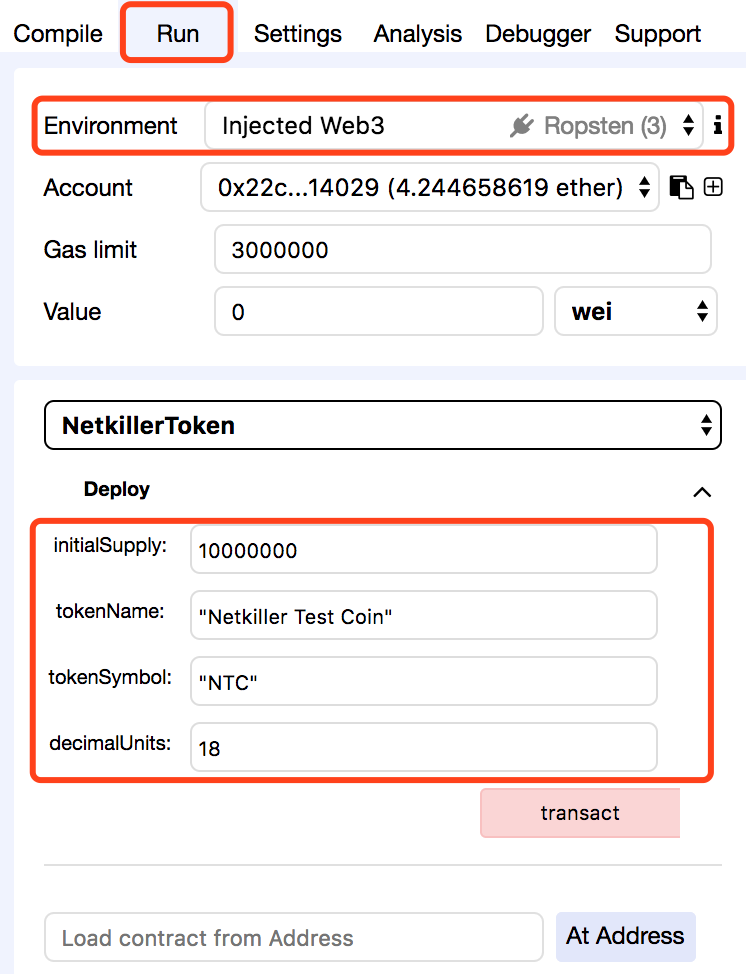 Compile Run Settings Analysis Debugger Support
Environment Injected Web3 Ropsten (3) i
Account 0x22c...14029 (4.244658619 ether)
Gas limit 3000000
Value 0 wei
NetkillerToken
Deploy
initialSupply: 10000000
tokenName: "Netkiller Test Coin"
tokenSymbol: "NTC"
decimalUnits: 18
transact
Load contract from Address At Address